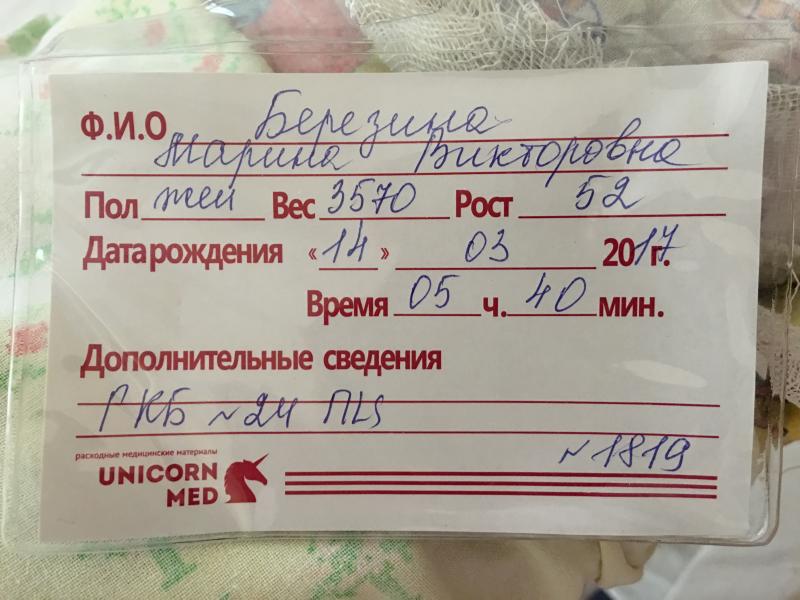 Ф.И.О Березина
Марина Викторовна
Пол жен Вес 3570 Рост 52
Дата рождения «14» 03 2017 г.
Время 05 ч. 40 мин.
Дополнительные сведения
ГКБ №24 ПЦ
№1819
расходные медицинские материалы
UNICORN
MED